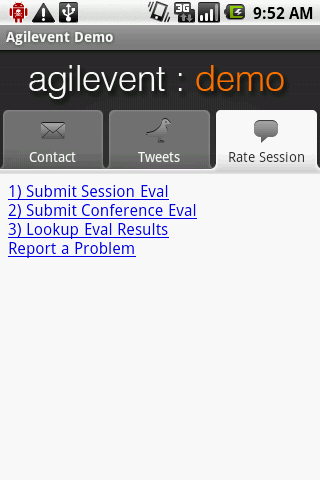 3G
9:52 AM
Agilevent Demo
agilevent : demo
Contact
Tweets
Rate Session
1) Submit Session Eval
2) Submit Conference Eval
3) Lookup Eval Results
Report a Problem